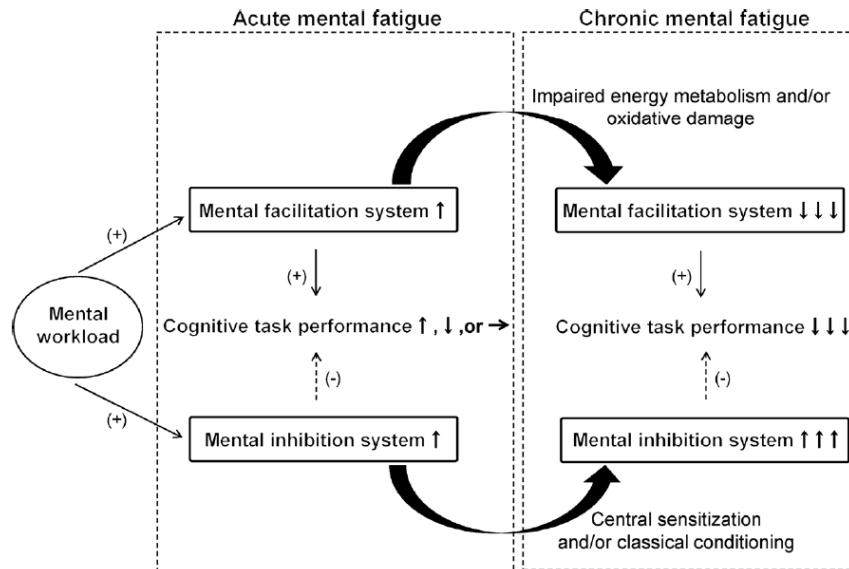 Acute mental fatigue
Chronic mental fatigue
Impaired energy metabolism and/or
oxidative damage
Mental facilitation system ↑
Mental facilitation system ↓ ↓ ↓
(+)
(+)
(+)
Mental
workload
Cognitive task performance ↑ , ↓ ,or →
Cognitive task performance ↓ ↓ ↓
(-)
(-)
(+)
Mental inhibition system ↑
Mental inhibition system ↑ ↑ ↑
Central sensitization
and/or classical conditioning